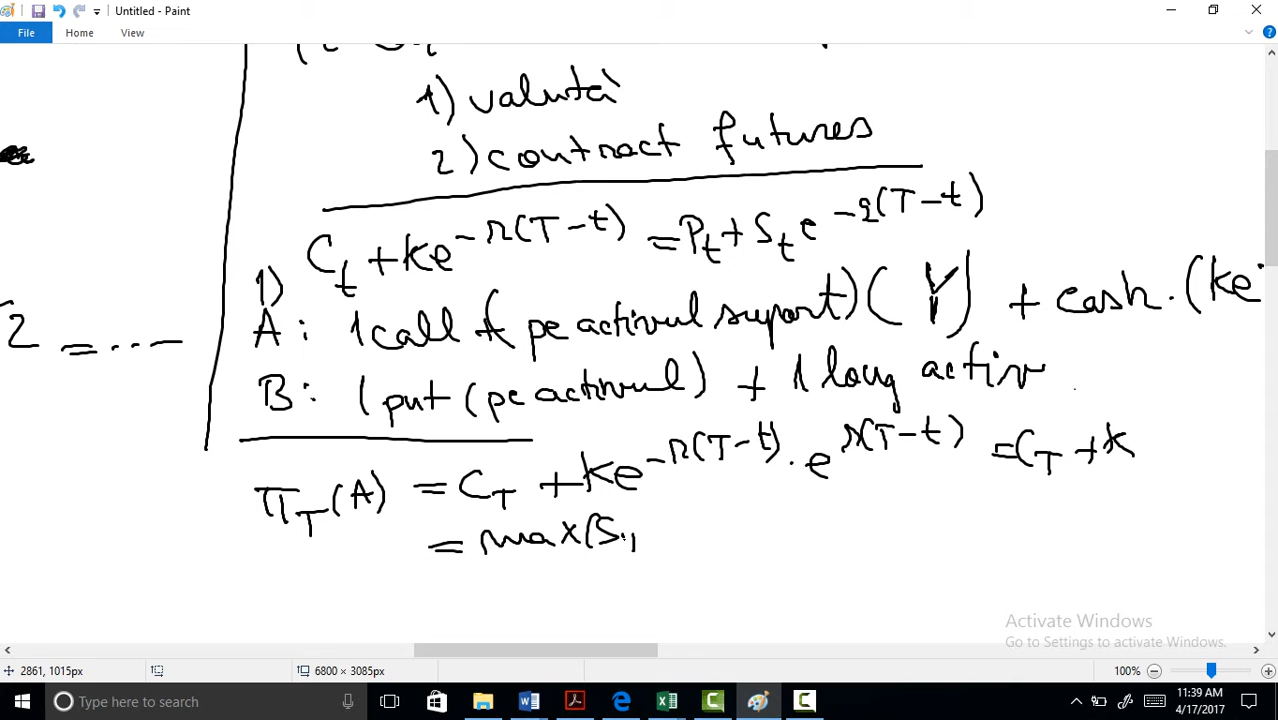 Untitled - Paint
File Home View
1) valută
2) contract futures
C_t + Ke^{-r(T-t)} = P_t + S_t e^{-q(T-t)}
1)
A: 1 call (pe activul suport) (Y) + cash. (ke^-
2 = ....
B: 1 put (pe activul) + 1 long activ
Π_T(A) = C_T + Ke^{-r(T-t)} · e^{r(T-t)} = C_T + K
= max(S
Activate Windows
Go to Settings to activate Windows.
2861, 1015px 6800 × 3085px 100%
Type here to search
11:39 AM
4/17/2017